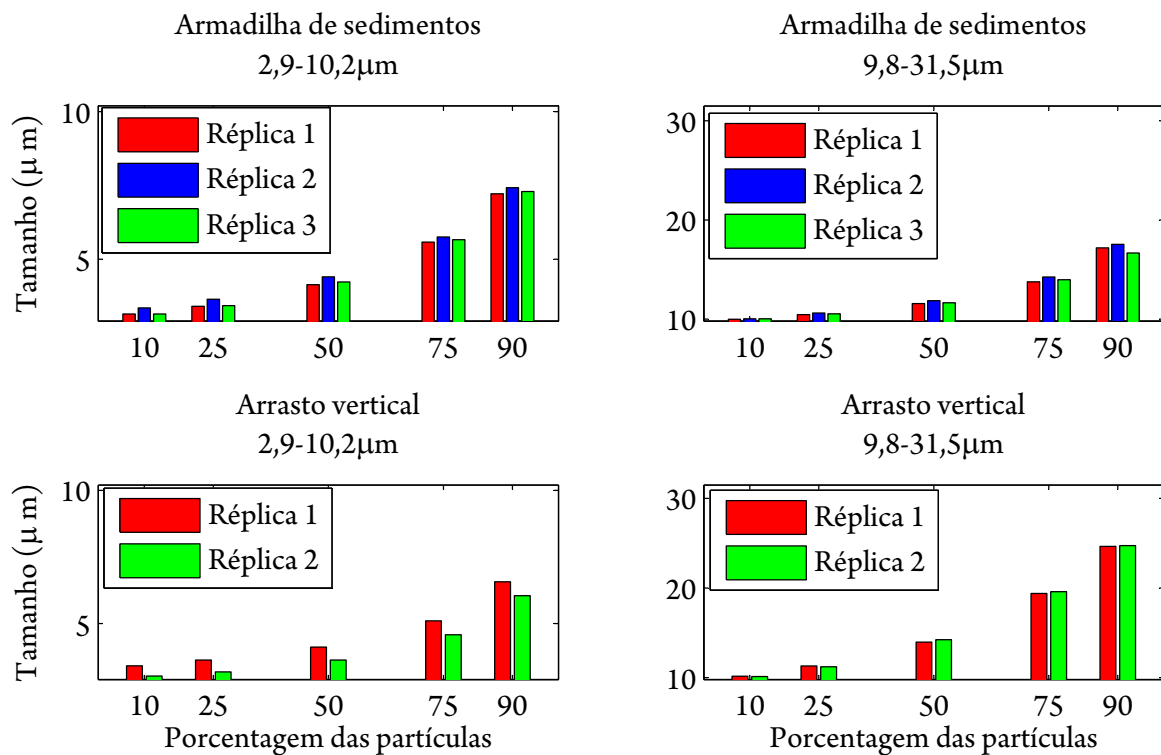 Armadilha de sedimentos
2,9-10,2μm
Tamanho (μ m)
10
5
Réplica 1
Réplica 2
Réplica 3
10 25 50 75 90
Armadilha de sedimentos
9,8-31,5μm
30
20
10
Réplica 1
Réplica 2
Réplica 3
10 25 50 75 90
Arrasto vertical
2,9-10,2μm
Tamanho (μ m)
10
5
Réplica 1
Réplica 2
10 25 50 75 90
Porcentagem das partículas
Arrasto vertical
9,8-31,5μm
30
20
10
Réplica 1
Réplica 2
10 25 50 75 90
Porcentagem das partículas